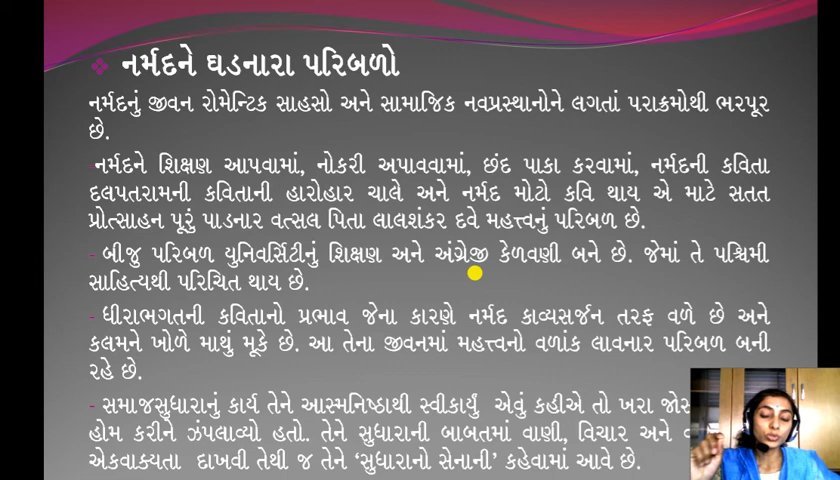 ❖ નર્મદને ઘડનારા પરિબળો
નર્મદનું જીવન રોમેન્ટિક સાહસો અને સામાજિક નવપ્રસ્થાનોને લગતાં પરાક્રમોથી ભરપૂર
છે.
-નર્મદને શિક્ષણ આપવામાં, નોકરી અપાવવામાં, છંદ પાકા કરવામાં, નર્મદની કવિતા
દલપતરામની કવિતાની હારોહાર ચાલે અને નર્મદ મોટો કવિ થાય એ માટે સતત
પ્રોત્સાહન પૂરું પાડનાર વત્સલ પિતા લાલશંકર દવે મહત્ત્વનું પરિબળ છે.
- બીજુ પરિબળ યુનિવર્સિટીનું શિક્ષણ અને અંગ્રેજી કેળવણી બને છે. જેમાં તે પશ્ચિમી
સાહિત્યથી પરિચિત થાય છે.
- ધીરાભગતની કવિતાનો પ્રભાવ જેના કારણે નર્મદ કાવ્યસર્જન તરફ વળે છે અને
કલમને ખોળે માથું મૂકે છે. આ તેના જીવનમાં મહત્ત્વનો વળાંક લાવનાર પરિબળ બની
રહે છે.
- સમાજસુધારાનું કાર્ય તેને આસ્મનિષ્ઠાથી સ્વીકાર્યું એવું કહીએ તો ખરા જોસ
હોમ કરીને ઝંપલાવ્યો હતો. તેને સુધારાની બાબતમાં વાણી, વિચાર અને
એકવાક્યતા દાખવી તેથી જ તેને ‘સુધારાનો સેનાની’ કહેવામાં આવે છે.